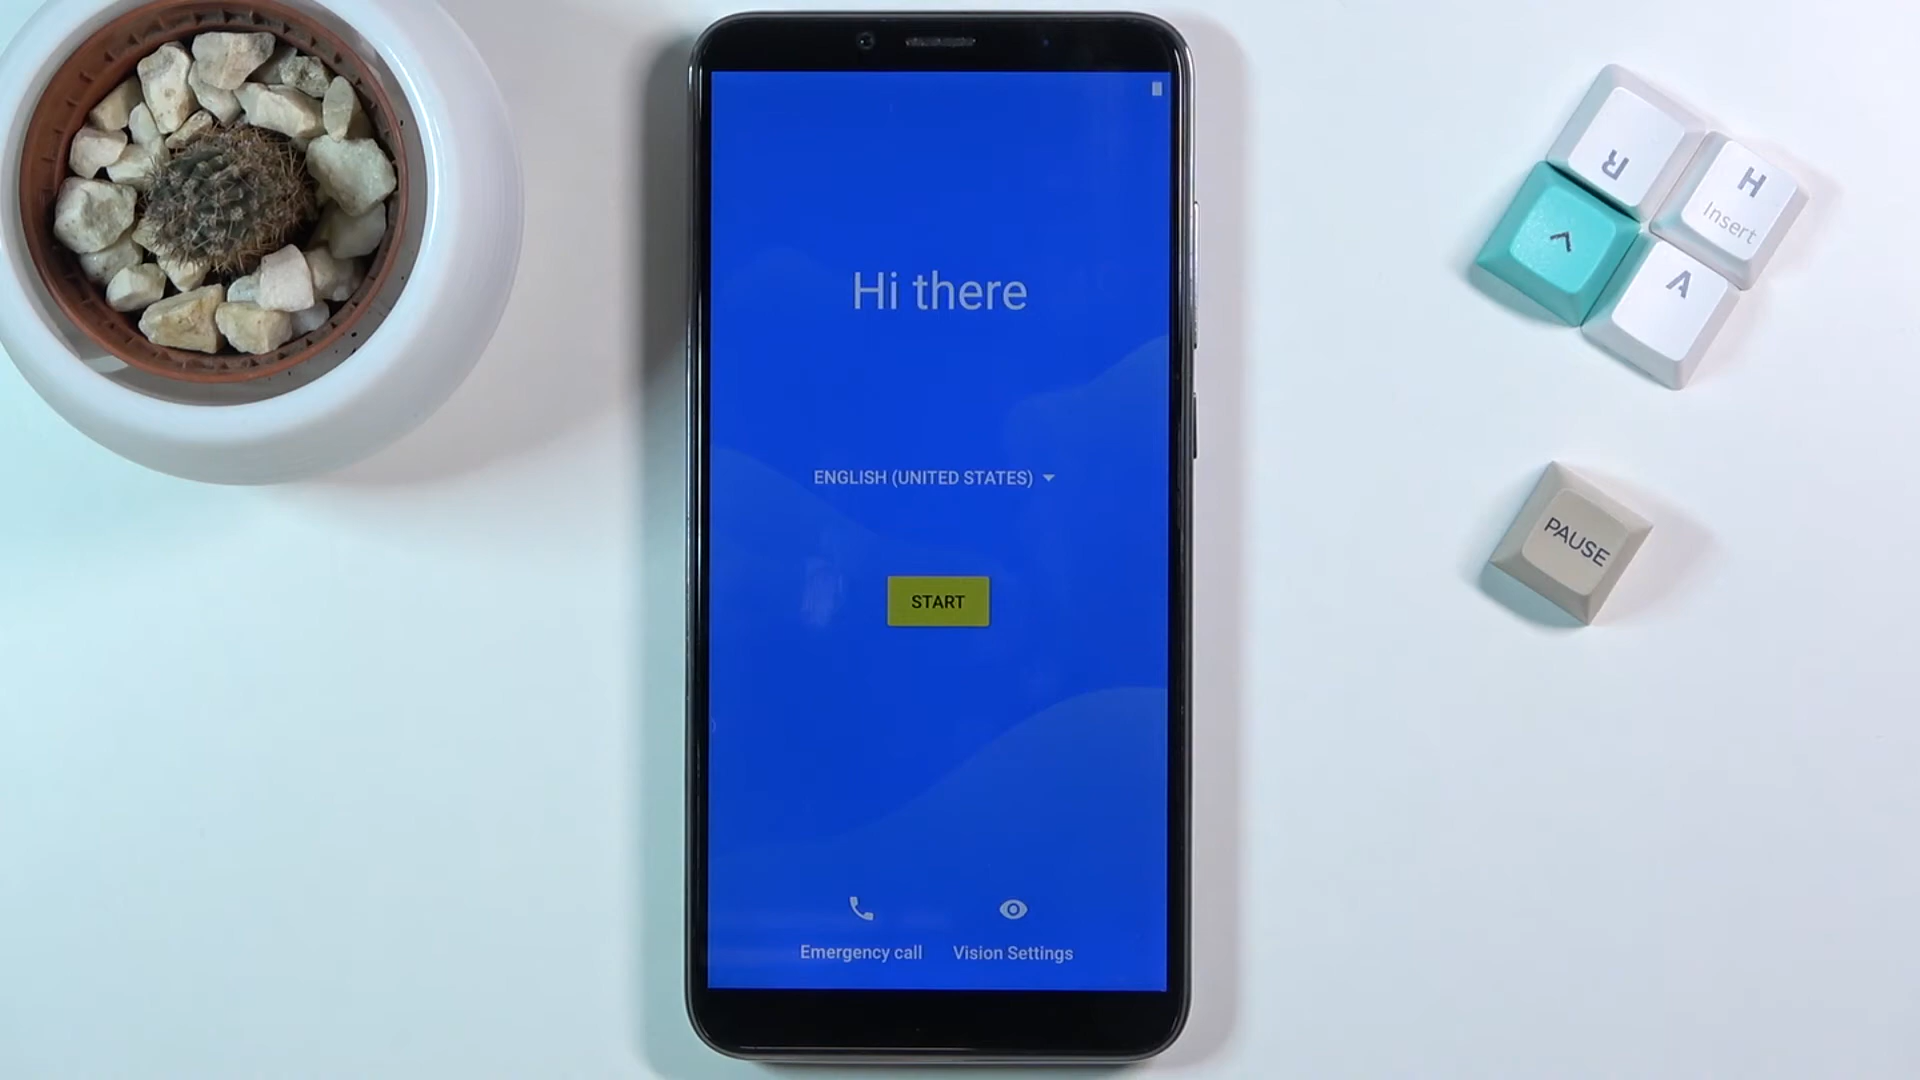 Hi there
ENGLISH (UNITED STATES)
START
Emergency call
Vision Settings
R
H
Insert
<
A
PAUSE